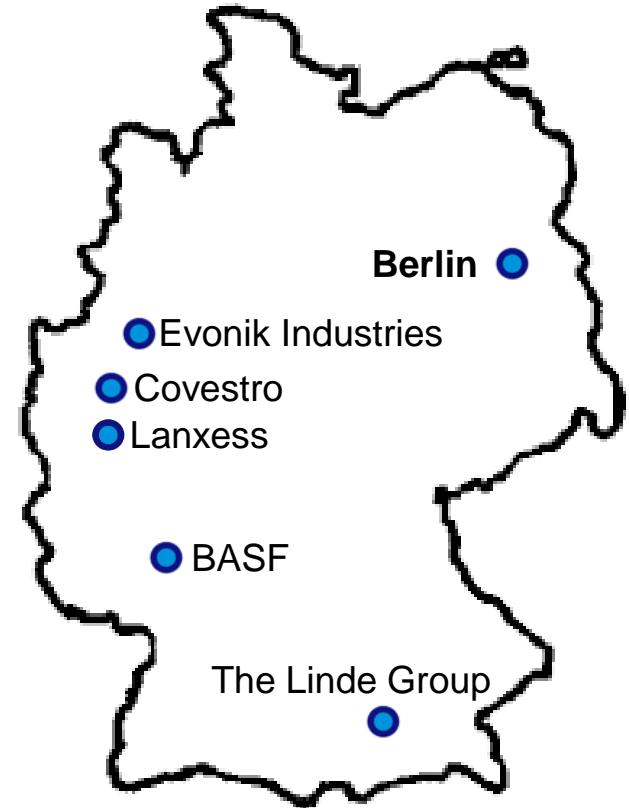 Berlin
Evonik Industries
Covestro
Lanxess
BASF
The Linde Group